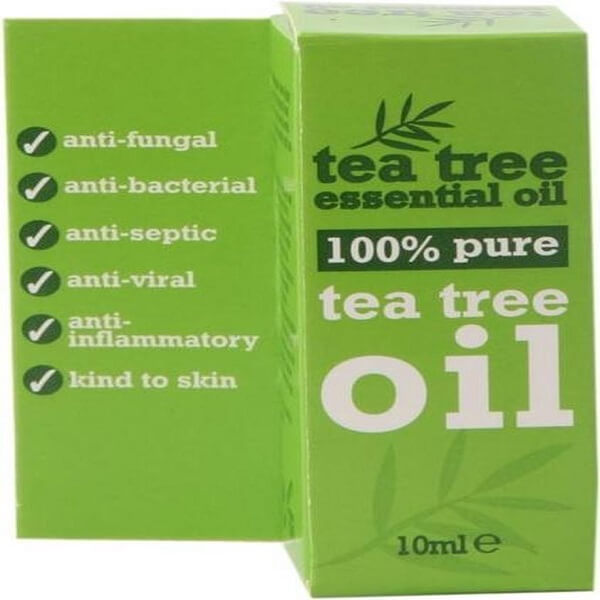 anti-fungal
anti-bacterial
anti-septic
anti-viral
anti-
inflammatory
kind to skin
tea tree
essential oil
100% pure
tea tree
oil
10ml e